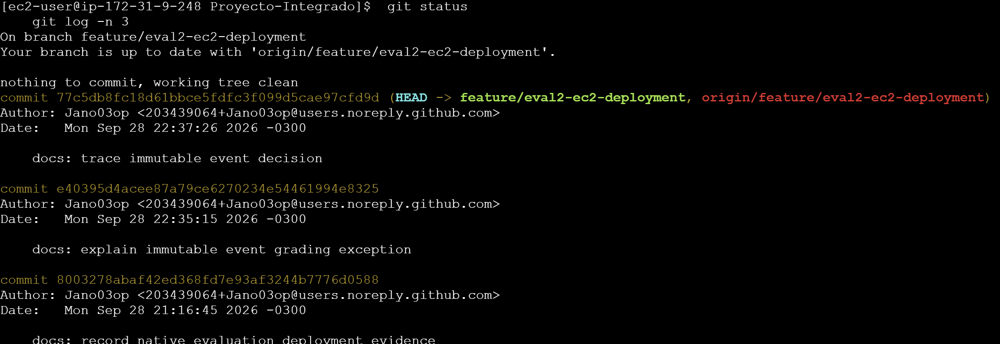 [ec2-user@ip-172-31-9-248 Proyecto-Integrado]$  git status
    git log -n 3
On branch feature/eval2-ec2-deployment
Your branch is up to date with 'origin/feature/eval2-ec2-deployment'.
nothing to commit, working tree clean
commit 77c5db8fc18d61bbce5fdfc3f099d5cae97cfd9d (HEAD -> feature/eval2-ec2-deployment, origin/feature/eval2-ec2-deployment)
Author: Jano03op <203439064+Jano03op@users.noreply.github.com>
Date:   Mon Sep 28 22:37:26 2026 -0300
    docs: trace immutable event decision
commit e40395d4acee87a79ce6270234e54461994e8325
Author: Jano03op <203439064+Jano03op@users.noreply.github.com>
Date:   Mon Sep 28 22:35:15 2026 -0300
    docs: explain immutable event grading exception
commit 8003278abaf42ed368fd7e93af3244b7776d0588
Author: Jano03op <203439064+Jano03op@users.noreply.github.com>
Date:   Mon Sep 28 21:16:45 2026 -0300
    docs: record native evaluation deployment evidence